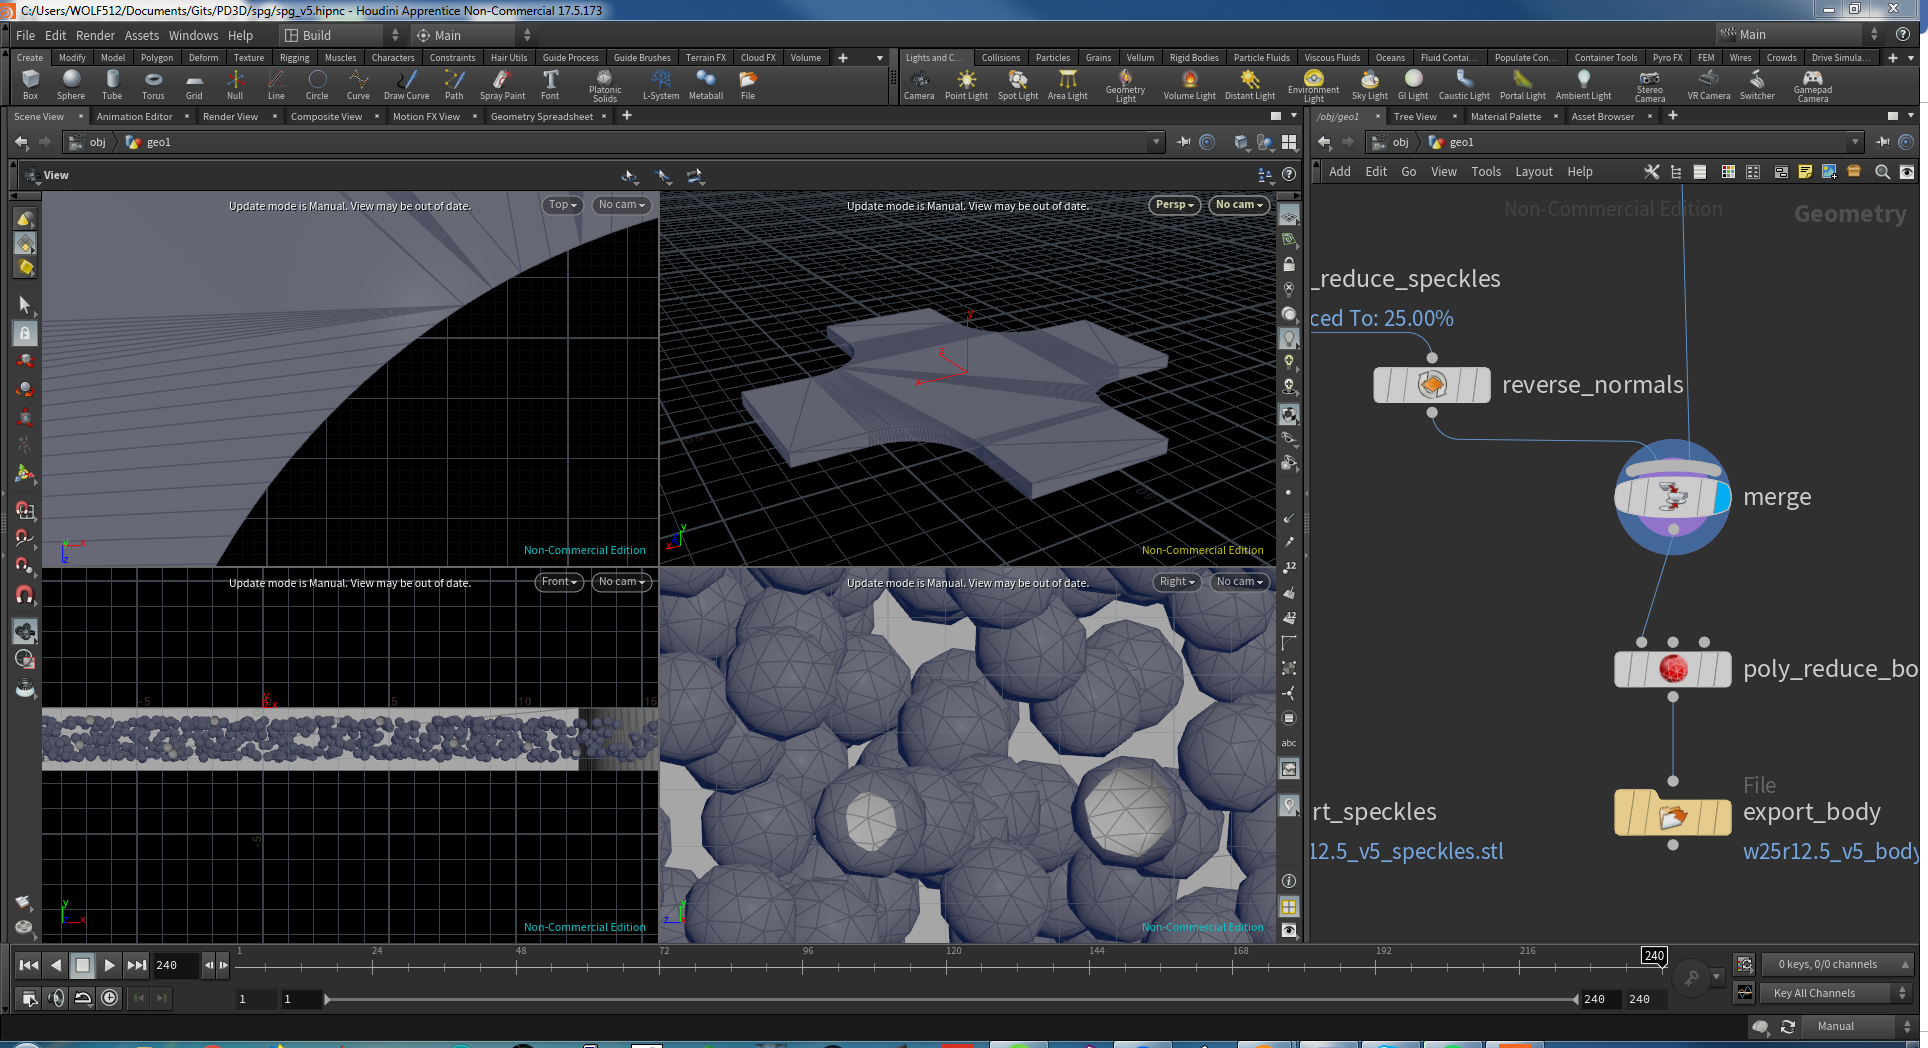 C:/Users/WOLF512/Documents/Gits/PD3D/spg/spg_v5.hipnc - Houdini Apprentice Non-Commercial 17.5.173
File Edit Render Assets Windows Help Build Main Main
Create Modify Model Polygon Deform Texture Rigging Muscles Characters Constraints Hair Utils Guide Process Guide Brushes Terrain FX Cloud FX Volume
Lights and C... Collisions Particles Grains Vellum Rigid Bodies Particle Fluids Viscous Fluids Oceans Fluid Contai... Populate Con... Container Tools Pyro FX FEM Wires Crowds Drive Simula...
Box Sphere Tube Torus Grid Null Line Circle Curve Draw Curve Path Spray Paint Font Platonic Solids L-System Metaball File
Camera Point Light Spot Light Area Light Geometry Light Volume Light Distant Light Environment Light Sky Light GI Light Caustic Light Portal Light Ambient Light Stereo Camera VR Camera Switcher Gamepad Camera
Scene View Animation Editor Render View Composite View Motion FX View Geometry Spreadsheet
/obj/geo1 Tree View Material Palette Asset Browser
obj geo1
obj geo1
View
Add Edit Go View Tools Layout Help
Update mode is Manual. View may be out of date. Top No cam
Update mode is Manual. View may be out of date. Persp No cam
Non-Commercial Edition
Geometry
_reduce_speckles
ced To: 25.00%
reverse_normals
merge
Non-Commercial Edition
Non-Commercial Edition
Update mode is Manual. View may be out of date. Front No cam
Update mode is Manual. View may be out of date. Right No cam
poly_reduce_bo
-5 5 10 15
-5
12
12
abc
File
rt_speckles
export_body
12.5_v5_speckles.stl
w25r12.5_v5_body
Non-Commercial Edition
Non-Commercial Edition
240
1 24 48 72 96 120 144 168 192 216 240
0 keys, 0/0 channels
1 1 240 240
Key All Channels
Manual